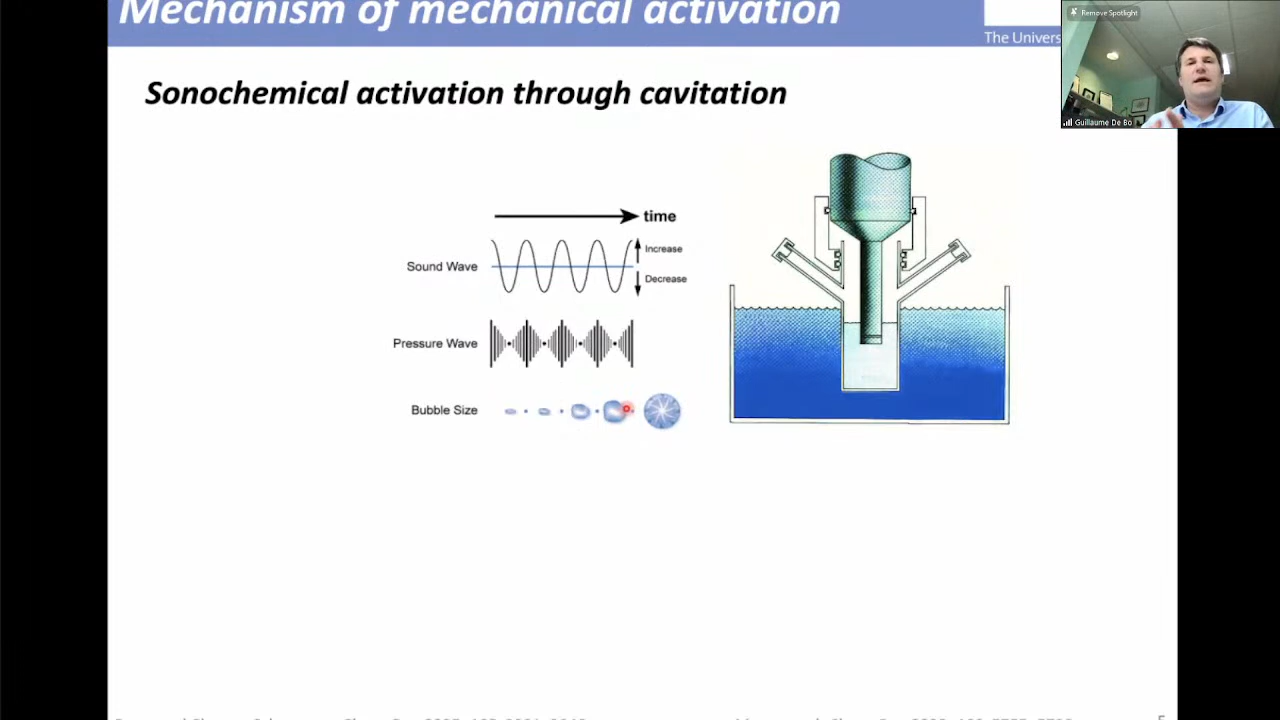 Mechanism of mechanical activation
The Univers
Remove Spotlight
Guillaume De Bo
Sonochemical activation through cavitation
time
Sound Wave
Increase
Decrease
Pressure Wave
Bubble Size